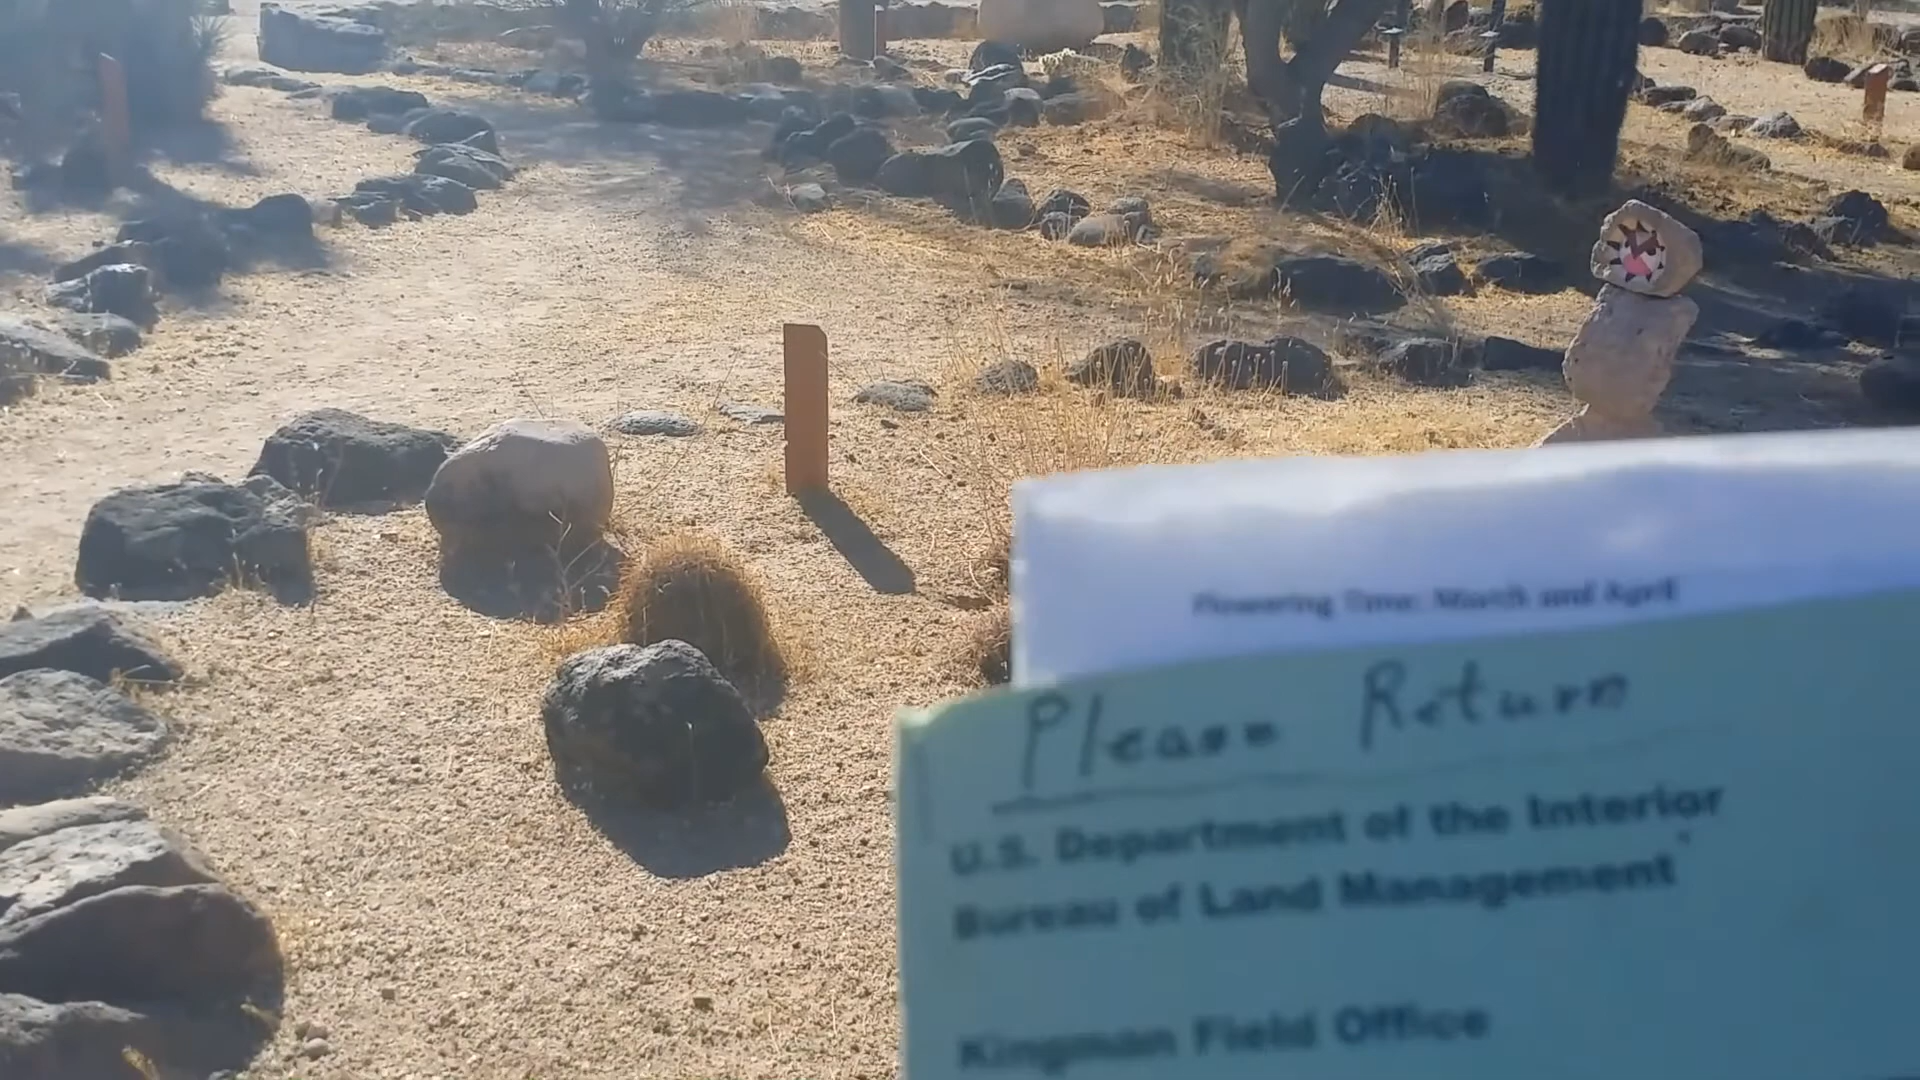 Flowering Time: March and April
Please Return
U.S. Department of the Interior
Bureau of Land Management
Kingman Field Office